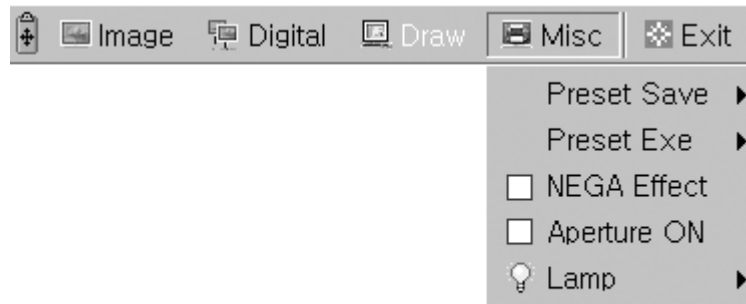 Image Digital Draw Misc Exit
Preset Save
Preset Exe
NEGA Effect
Aperture ON
Lamp